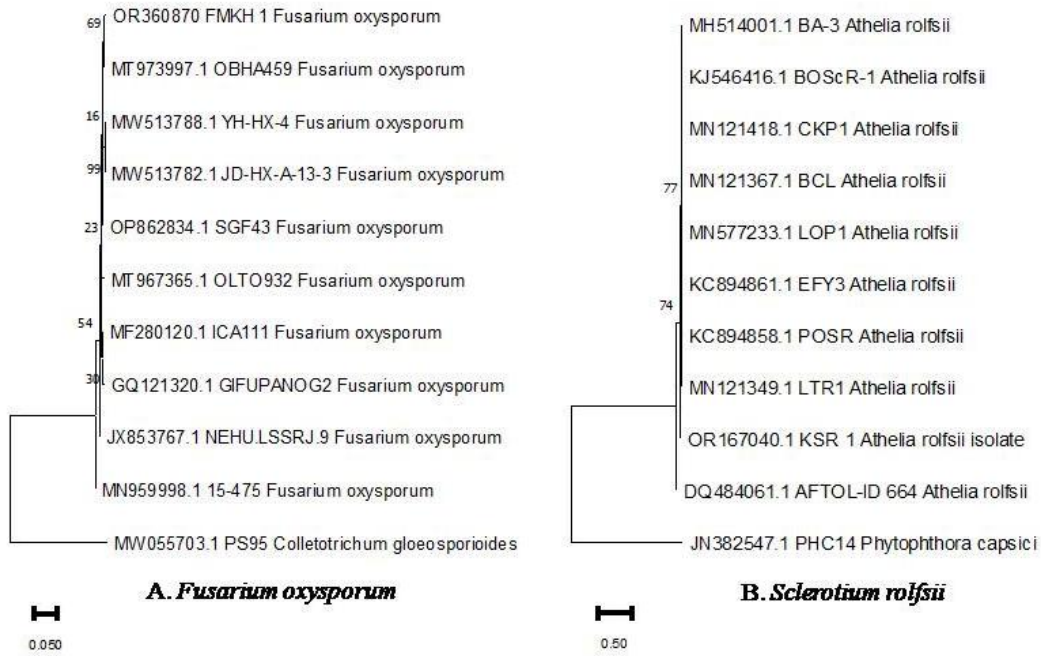 OR360870 FMKH 1 Fusarium oxysporum
69
MT973997.1 OBHA459 Fusarium oxysporum
16
MW513788.1 YH-HX-4 Fusarium oxysporum
99
MW513782.1 JD-HX-A-13-3 Fusarium oxysporum
23
OP862834.1 SGF43 Fusarium oxysporum
MT967365.1 OLTO932 Fusarium oxysporum
54
MF280120.1 ICA111 Fusarium oxysporum
30
GQ121320.1 GIFUPANOG2 Fusarium oxysporum
JX853767.1 NEHU.LSSRJ.9 Fusarium oxysporum
MN959998.1 15-475 Fusarium oxysporum
MW055703.1 PS95 Colletotrichum gloeosporioides
A. Fusarium oxysporum
0.050
MH514001.1 BA-3 Athelia rolfsii
KJ546416.1 BOScR-1 Athelia rolfsii
MN121418.1 CKP1 Athelia rolfsii
MN121367.1 BCL Athelia rolfsii
77
MN577233.1 LOP1 Athelia rolfsii
KC894861.1 EFY3 Athelia rolfsii
74
KC894858.1 POSR Athelia rolfsii
MN121349.1 LTR1 Athelia rolfsii
OR167040.1 KSR 1 Athelia rolfsii isolate
DQ484061.1 AFTOL-ID 664 Athelia rolfsii
JN382547.1 PHC14 Phytophthora capsici
B. Sclerotium rolfsii
0.50